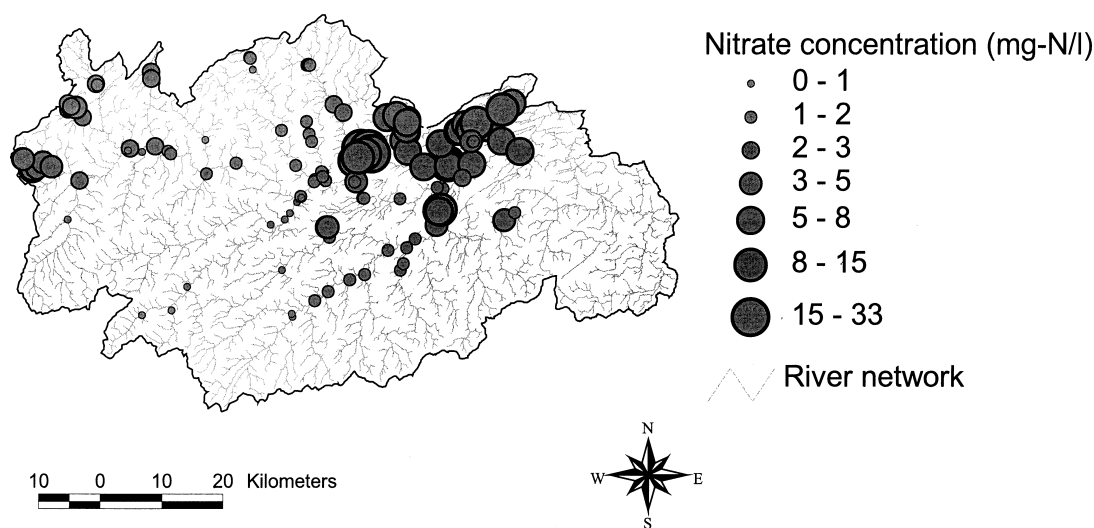 Nitrate concentration (mg-N/l)
0 - 1
1 - 2
2 - 3
3 - 5
5 - 8
8 - 15
15 - 33
River network
10 0 10 20 Kilometers
N
W E
S